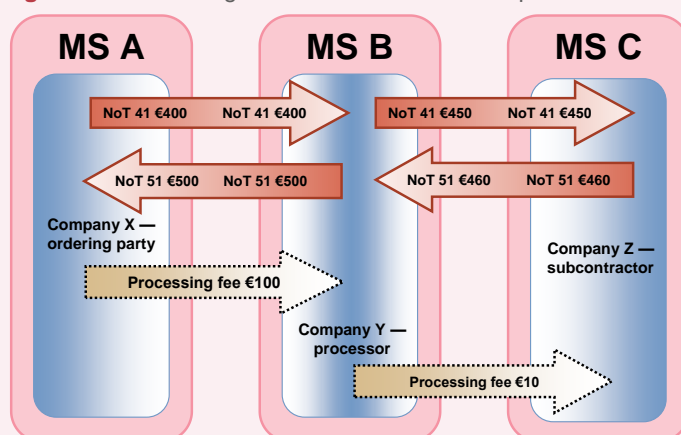 MS A
MS B
MS C
NoT 41 €400 NoT 41 €400
NoT 41 €450 NoT 41 €450
NoT 51 €500 NoT 51 €500
NoT 51 €460 NoT 51 €460
Company X —
ordering party
Company Z —
subcontractor
Processing fee €100
Company Y —
processor
Processing fee €10